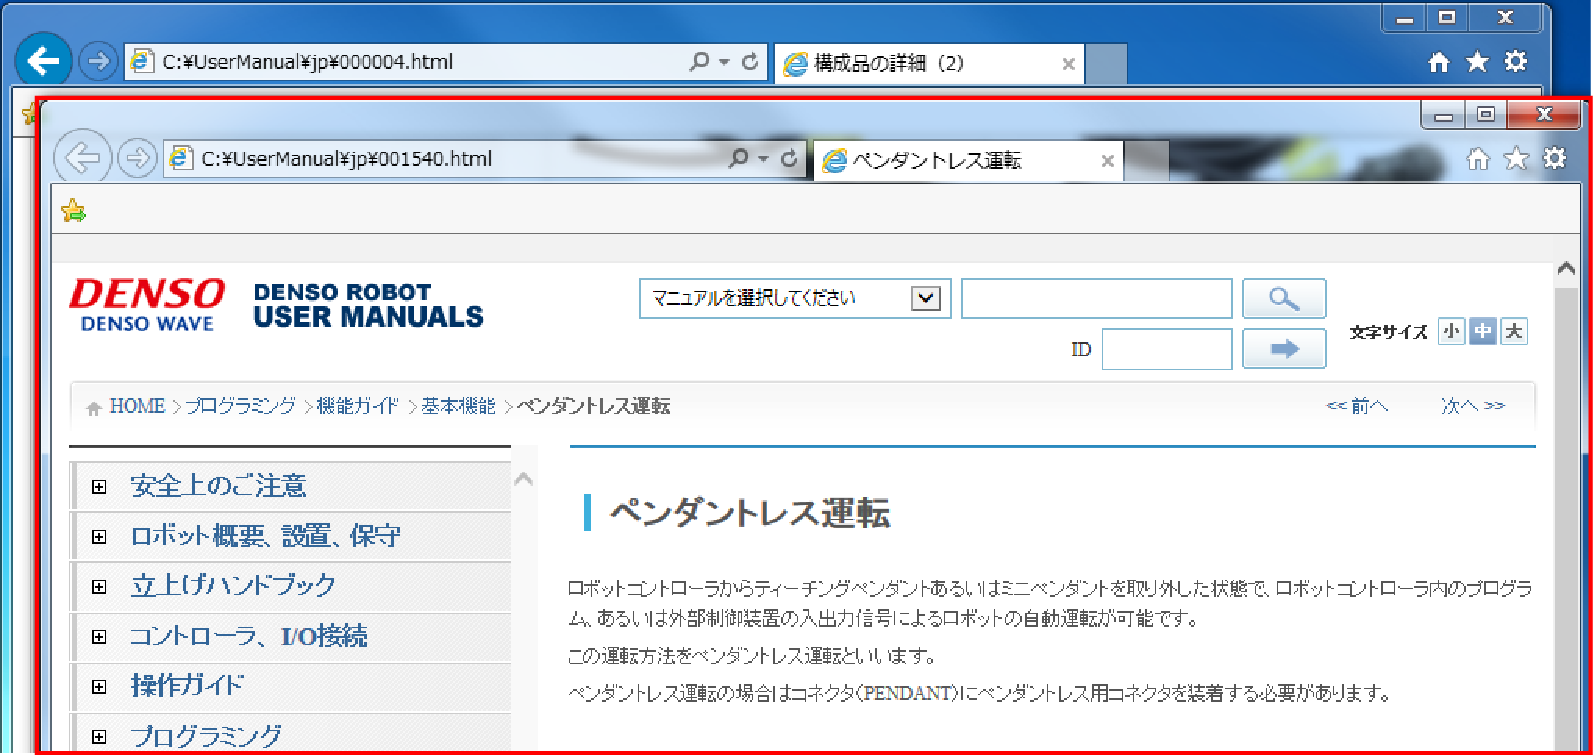 C:¥UserManual¥jp¥000004.html
構成品の詳細（2）
C:¥UserManual¥jp¥001540.html
ペンダントレス運転
DENSO
DENSO WAVE
DENSO ROBOT
USER MANUALS
マニュアルを選択してください
ID
文字サイズ 小 中 大
HOME >プログラミング >機能ガイド >基本機能 >ペンダントレス運転
<<前へ 次へ>>
安全上のご注意
ロボット概要、設置、保守
立上げハンドブック
コントローラ、I/O接続
操作ガイド
プログラミング
ペンダントレス運転
ロボットコントローラからティーチングペンダントあるいはミニペンダントを取り外した状態で、ロボットコントローラ内のプログラ
ム、あるいは外部制御装置の入出力信号によるロボットの自動運転が可能です。
この運転方法をペンダントレス運転といいます。
ペンダントレス運転の場合はコネクタ(PENDANT)にペンダントレス用コネクタを装着する必要があります。